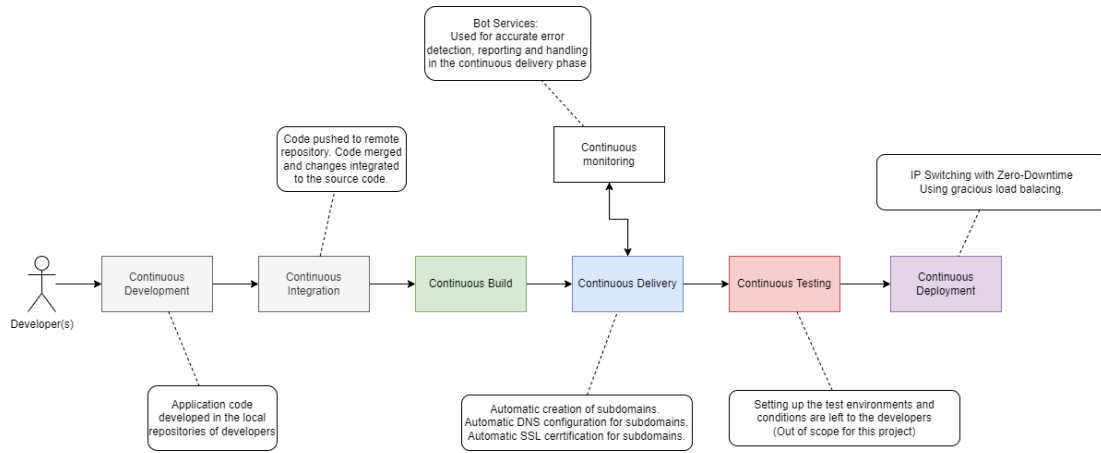 Bot Services:
Used for accurate error
detection, reporting and handling
in the continuous delivery phase
Code pushed to remote
repository. Code merged
and changes integrated
to the source code.
Continuous
monitoring
IP Switching with Zero-Downtime
Using gracious load balacing.
Developer(s)
Continuous
Development
Continuous
Integration
Continuous Build
Continuous Delivery
Continuous Testing
Continuous
Deployment
Application code
developed in the local
repositories of developers
Automatic creation of subdomains.
Automatic DNS configuration for subdomains.
Automatic SSL cerrtification for subdomains.
Setting up the test environments and
conditions are left to the developers
(Out of scope for this project)